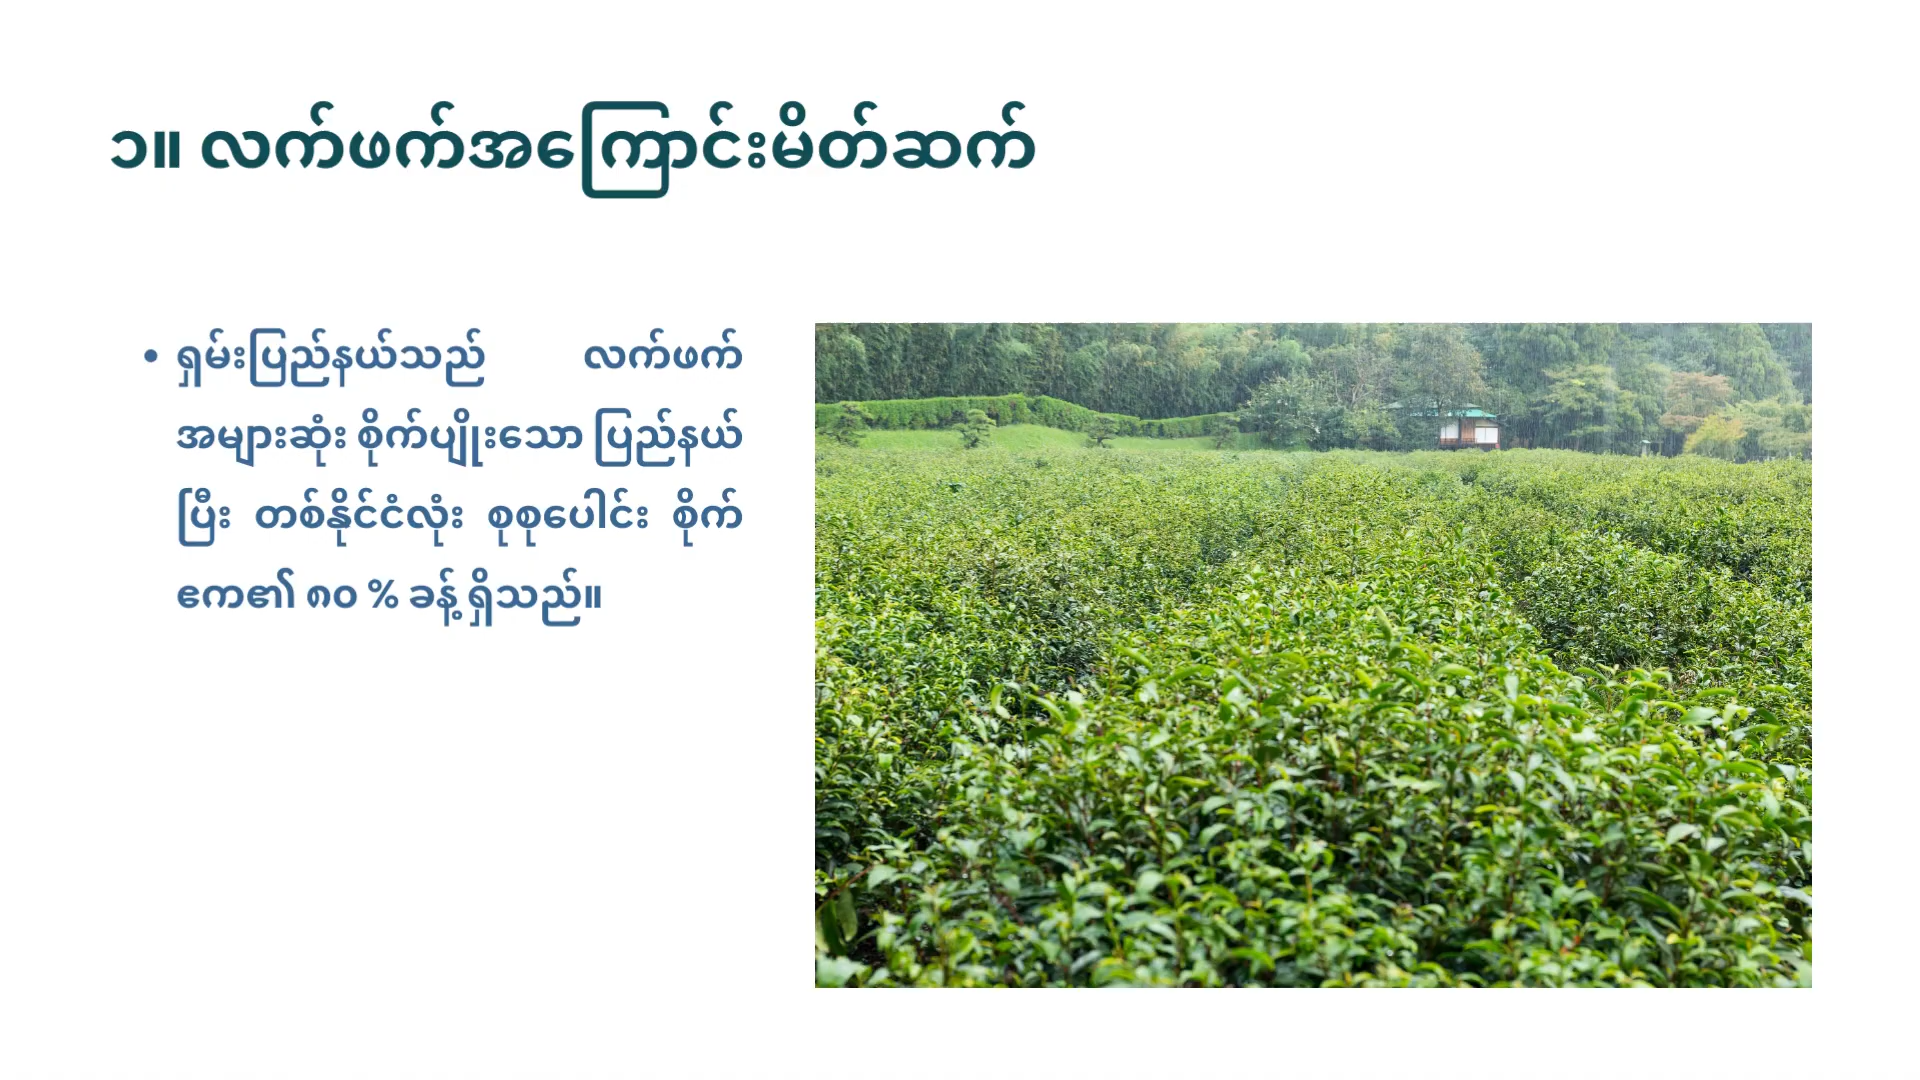 ၁။ လက်ဖက်အကြောင်းမိတ်ဆက်
• ရှမ်းပြည်နယ်သည် လက်ဖက်
အများဆုံး စိုက်ပျိုးသော ပြည်နယ်
ပြီး တစ်နိုင်ငံလုံး စုစုပေါင်း စိုက်
ဧက၏ ၈၀ % ခန့် ရှိသည်။